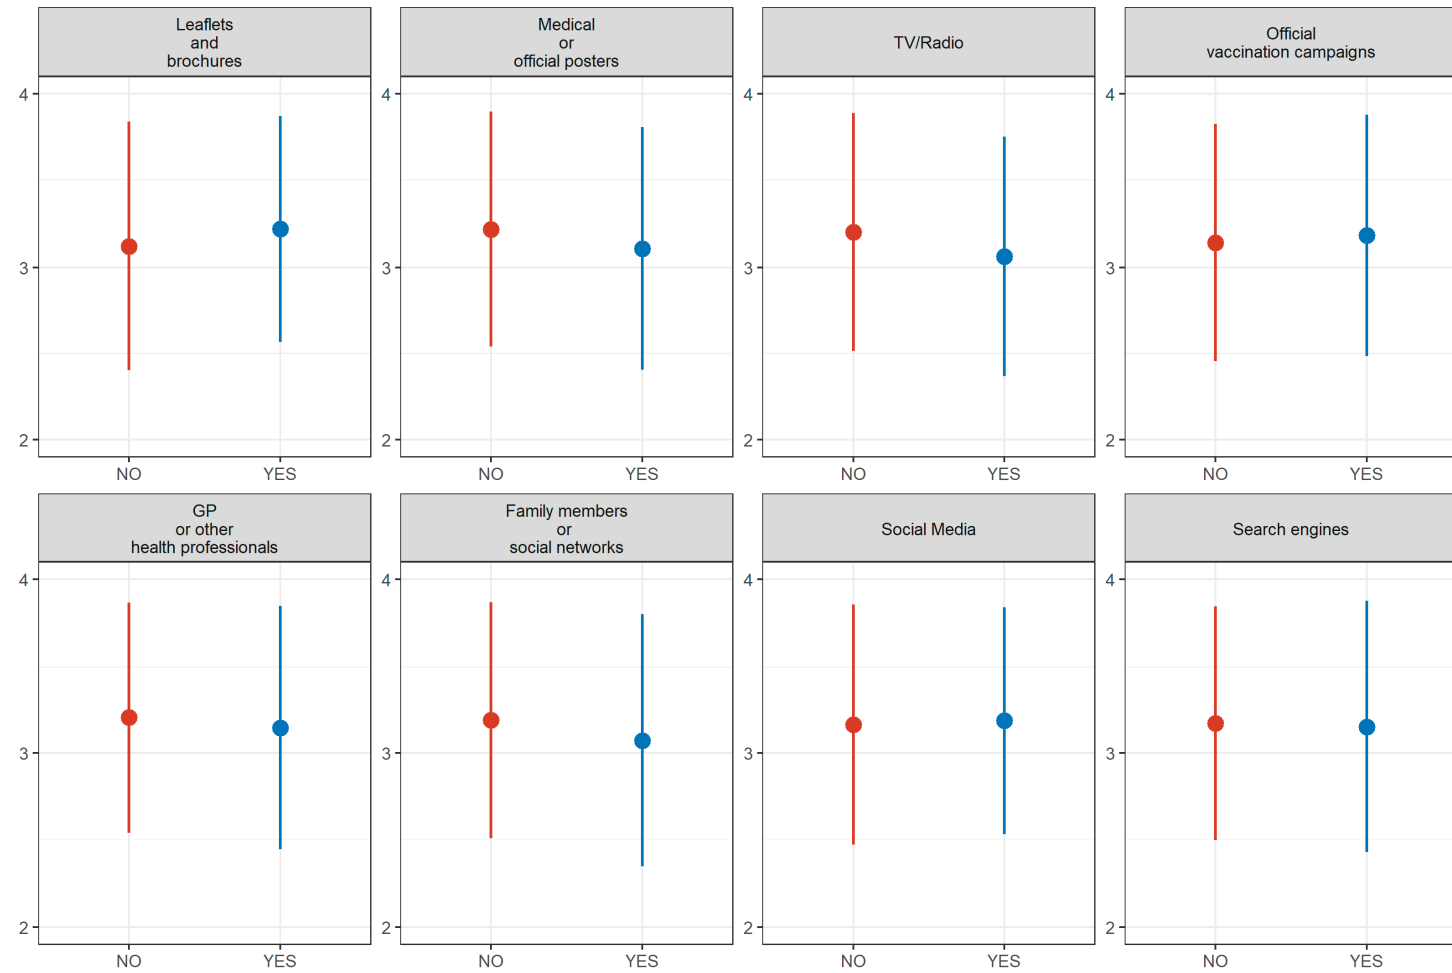 Leaflets
and
brochures
Medical
or
official posters
TV/Radio
Official
vaccination campaigns
4
3
2
NO YES
4
3
2
NO YES
4
3
2
NO YES
4
3
2
NO YES
GP
or other
health professionals
Family members
or
social networks
Social Media
Search engines
4
3
2
NO YES
4
3
2
NO YES
4
3
2
NO YES
4
3
2
NO YES